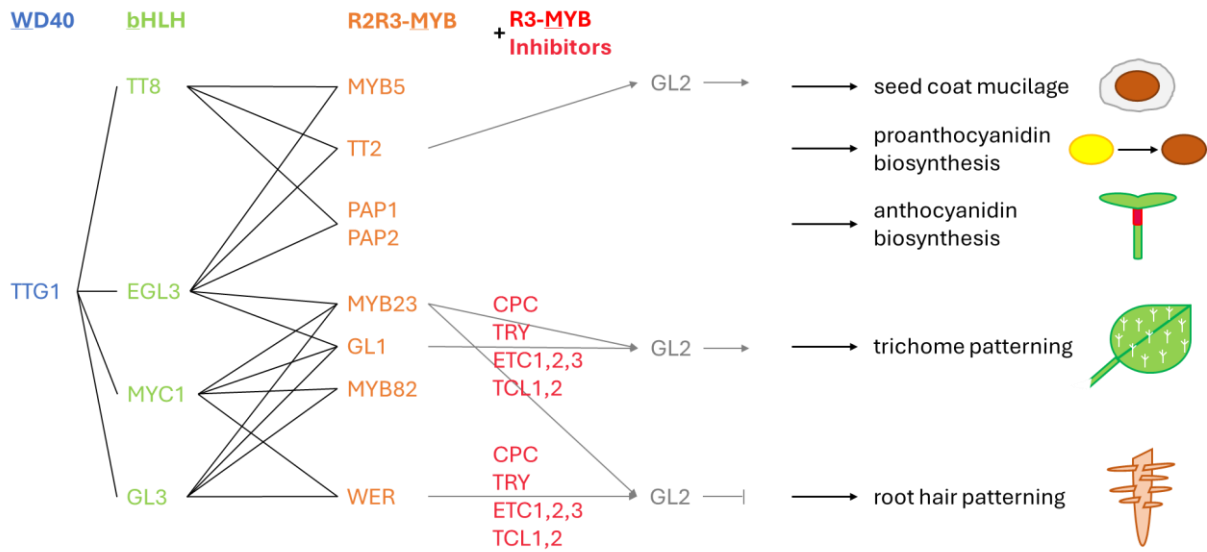 WD40
bHLH
R2R3-MYB
+
R3-MYB
Inhibitors
TT8
MYB5
GL2
seed coat mucilage
TT2
proanthocyanidin
biosynthesis
PAP1
PAP2
anthocyanidin
biosynthesis
TTG1
EGL3
MYB23
CPC
TRY
GL1
ETC1,2,3
GL2
trichome patterning
MYC1
MYB82
TCL1,2
CPC
TRY
GL3
WER
ETC1,2,3
GL2
root hair patterning
TCL1,2